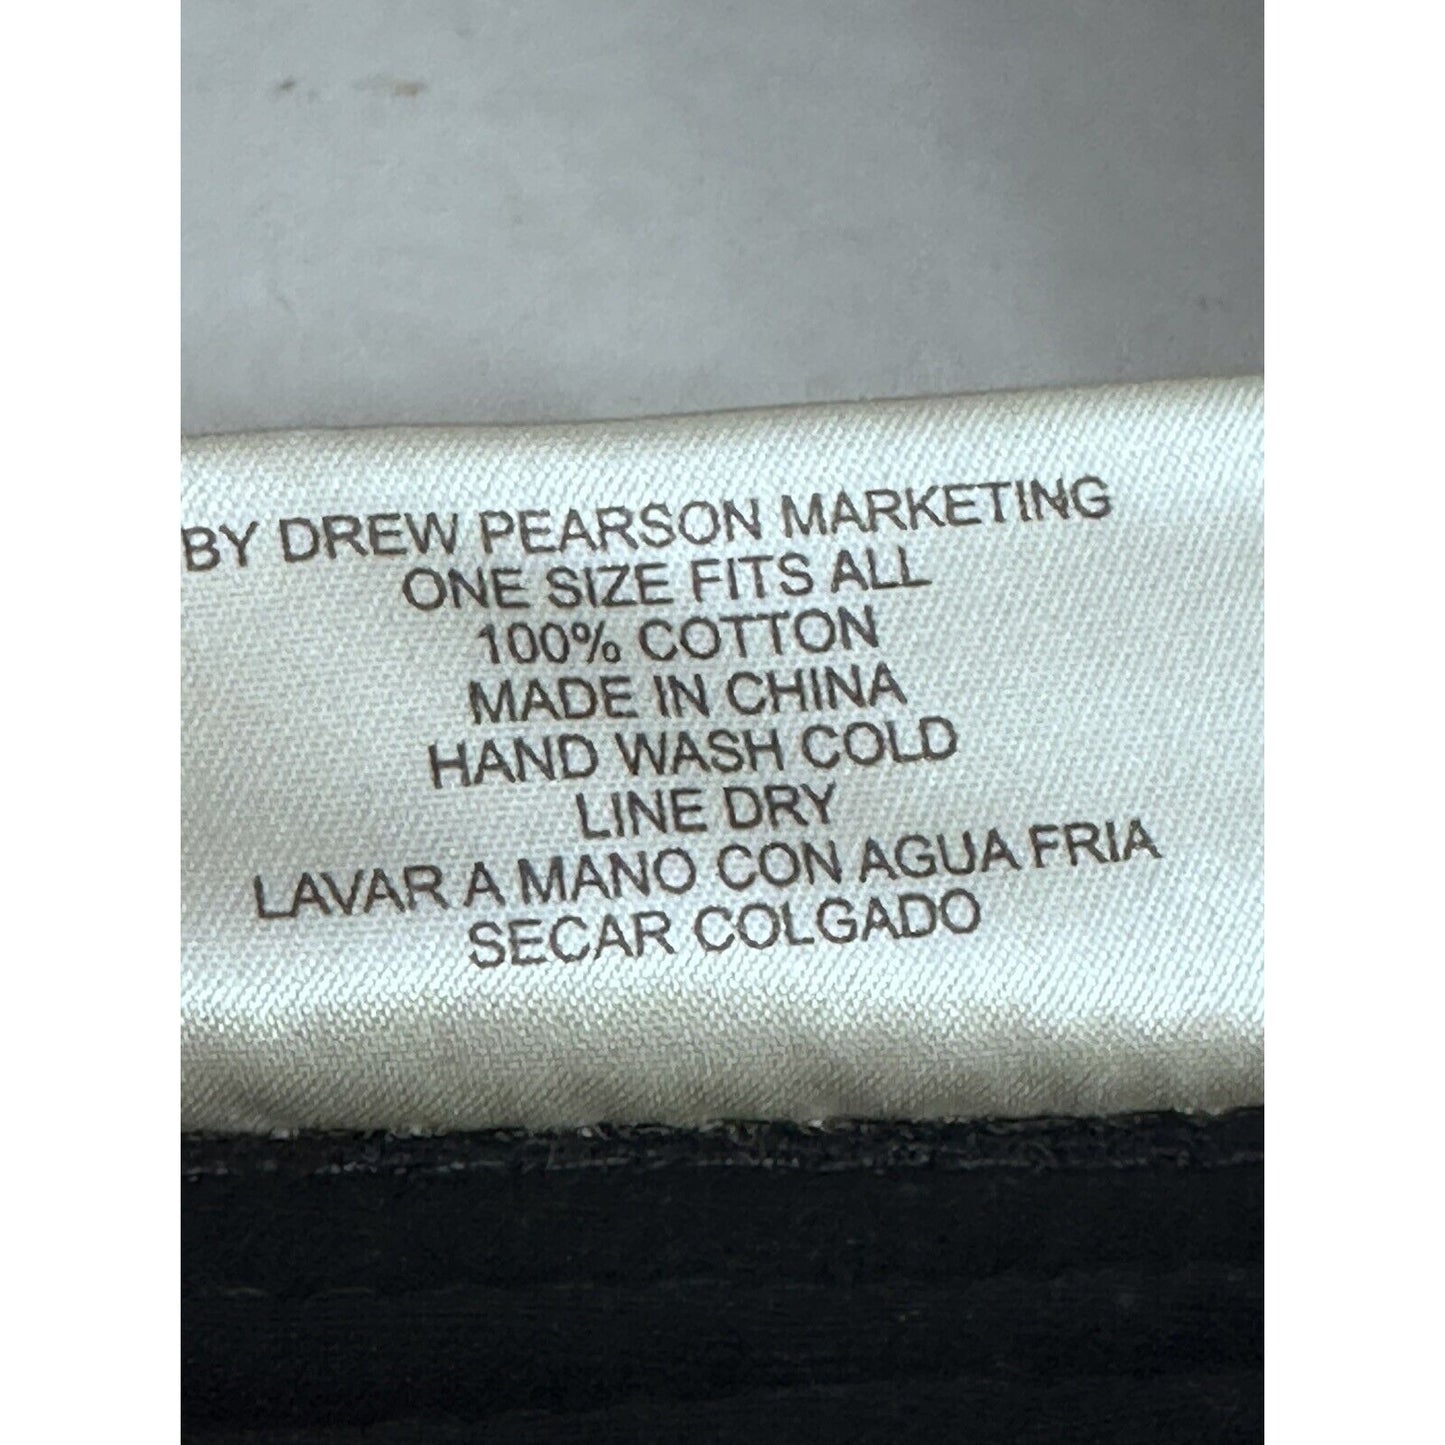 BY DREW PEARSON MARKETING
ONE SIZE FITS ALL
100% COTTON
MADE IN CHINA
HAND WASH COLD
LINE DRY
LAVAR A MANO CON AGUA FRIA
SECAR COLGADO